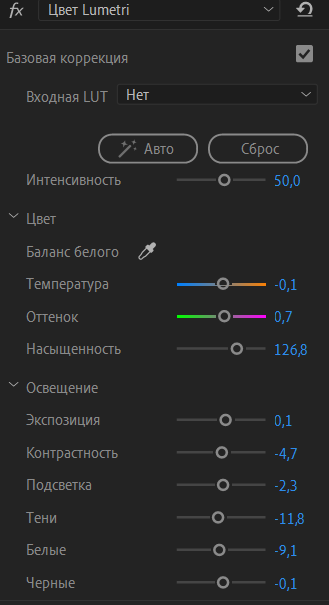 fx Цвет Lumetri
Базовая коррекция
Входная LUT Нет
Авто Сброс
Интенсивность 50,0
Цвет
Баланс белого
Температура -0,1
Оттенок 0,7
Насыщенность 126,8
Освещение
Экспозиция 0,1
Контрастность -4,7
Подсветка -2,3
Тени -11,8
Белые -9,1
Черные -0,1